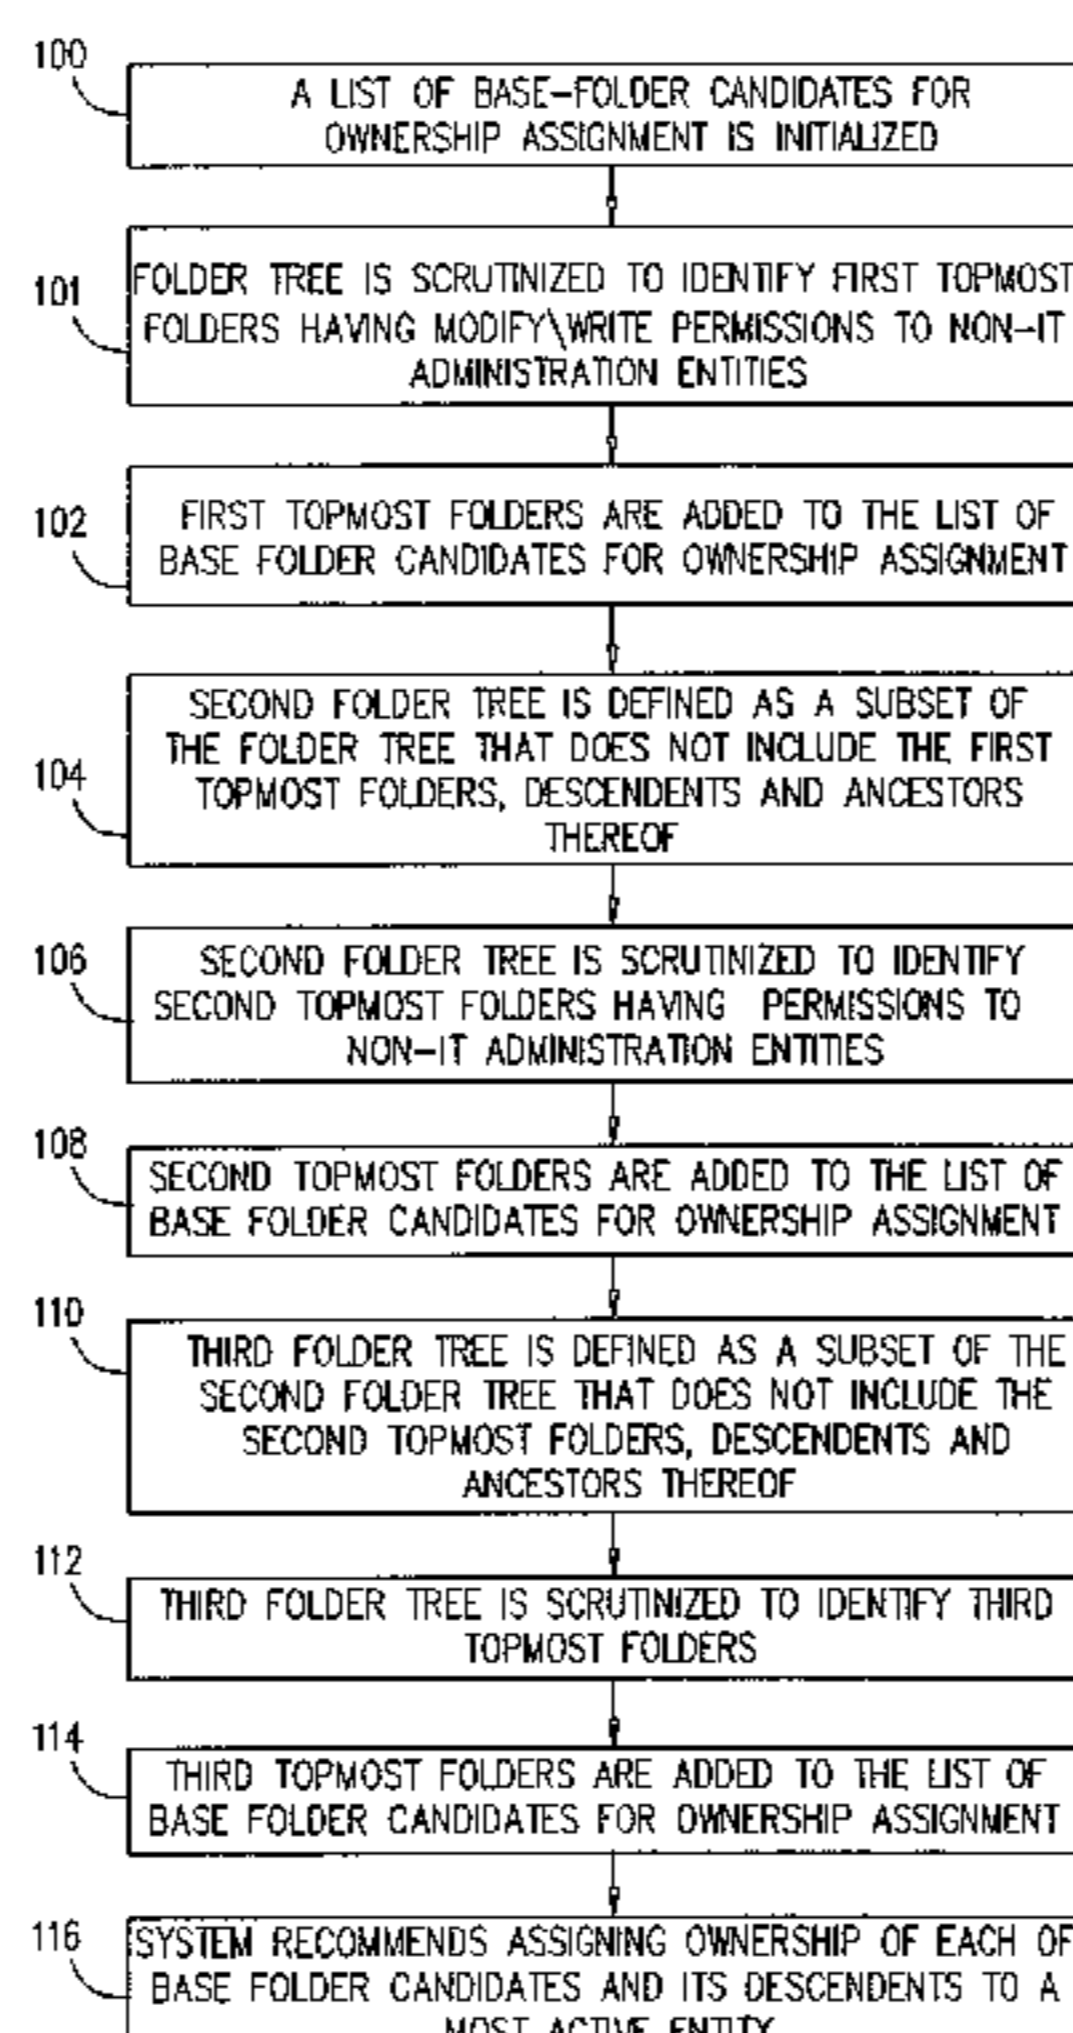 100
A LIST OF BASE-FOLDER CANDIDATES FOR
OWNERSHIP ASSIGNMENT IS INITIALIZED
101
FOLDER TREE IS SCRUTINIZED TO IDENTIFY FIRST TOPMOST
FOLDERS HAVING MODIFY\WRITE PERMISSIONS TO NON-IT
ADMINISTRATION ENTITIES
102
FIRST TOPMOST FOLDERS ARE ADDED TO THE LIST OF
BASE FOLDER CANDIDATES FOR OWNERSHIP ASSIGNMENT
104
SECOND FOLDER TREE IS DEFINED AS A SUBSET OF
THE FOLDER TREE THAT DOES NOT INCLUDE THE FIRST
TOPMOST FOLDERS, DESCENDENTS AND ANCESTORS
THEREOF
106
SECOND FOLDER TREE IS SCRUTINIZED TO IDENTIFY
SECOND TOPMOST FOLDERS HAVING PERMISSIONS TO
NON-IT ADMINISTRATION ENTITIES
108
SECOND TOPMOST FOLDERS ARE ADDED TO THE LIST OF
BASE FOLDER CANDIDATES FOR OWNERSHIP ASSIGNMENT
110
THIRD FOLDER TREE IS DEFINED AS A SUBSET OF THE
SECOND FOLDER TREE THAT DOES NOT INCLUDE THE
SECOND TOPMOST FOLDERS, DESCENDENTS AND
ANCESTORS THEREOF
112
THIRD FOLDER TREE IS SCRUTINIZED TO IDENTIFY THIRD
TOPMOST FOLDERS
114
THIRD TOPMOST FOLDERS ARE ADDED TO THE LIST OF
BASE FOLDER CANDIDATES FOR OWNERSHIP ASSIGNMENT
116
SYSTEM RECOMMENDS ASSIGNING OWNERSHIP OF EACH OF
BASE FOLDER CANDIDATES AND ITS DESCENDENTS TO A
MOST ACTIVE ENTITY